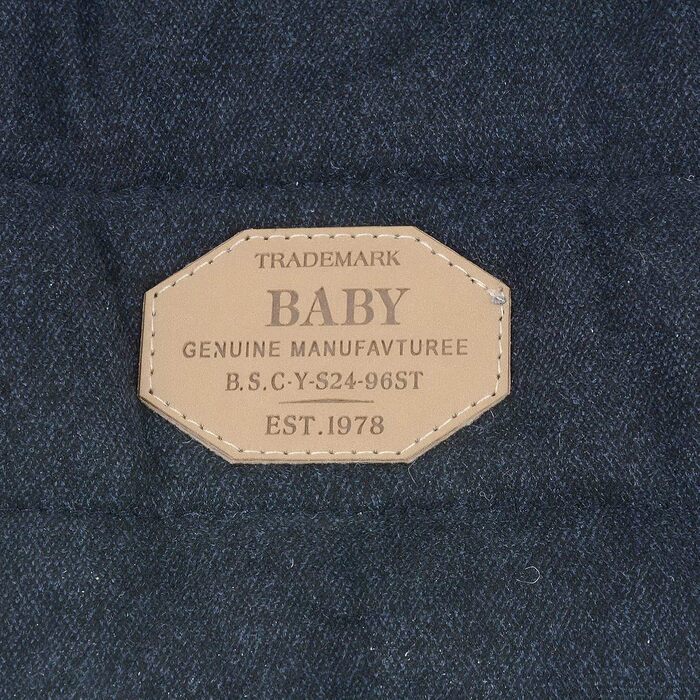 TRADEMARK
BABY
GENUINE MANUFAVTUREE
B.S.C-Y-S24-96ST
EST.1978